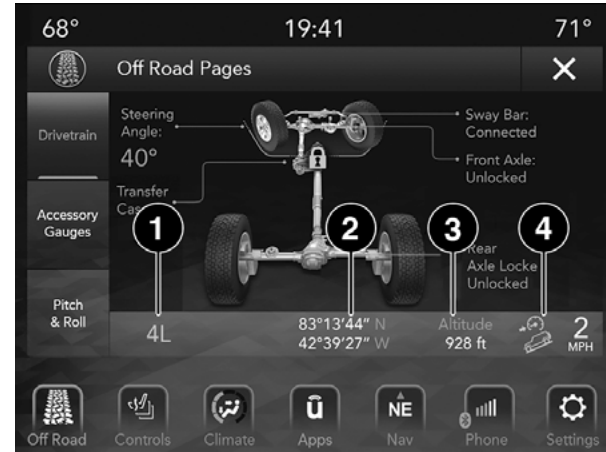 68°
19:41
71°
Off Road Pages
Drivetrain
Accessory
Gauges
Pitch
& Roll
Steering
Angle:
40°
Transfer
Sway Bar:
Connected
Front Axle:
Unlocked
Rear
Axle Locke
Unlocked
1
2
3
4
4L
83°13'44" N
42°39'27" W
Altitude
928 ft
2
MPH
Off Road
Controls
Climate
ū
Apps
NE
Nav
Phone
Settings